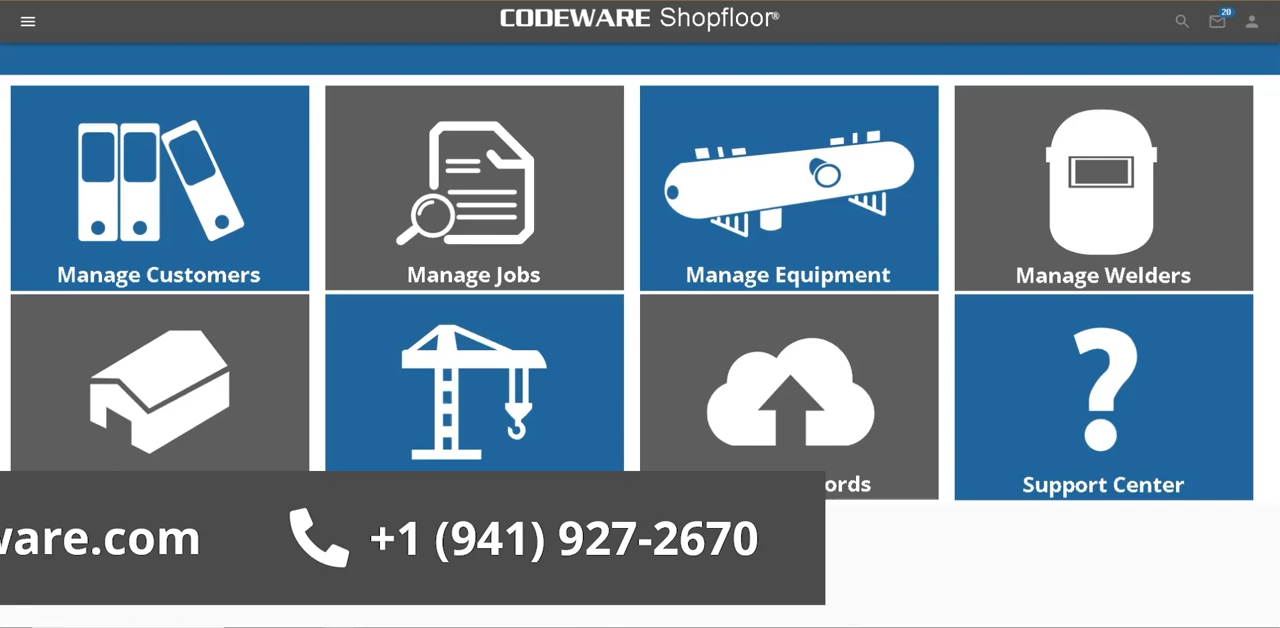 CODEWARE Shopfloor®
20
Manage Customers
Manage Jobs
Manage Equipment
Manage Welders
ords
Support Center
ware.com
+1 (941) 927-2670